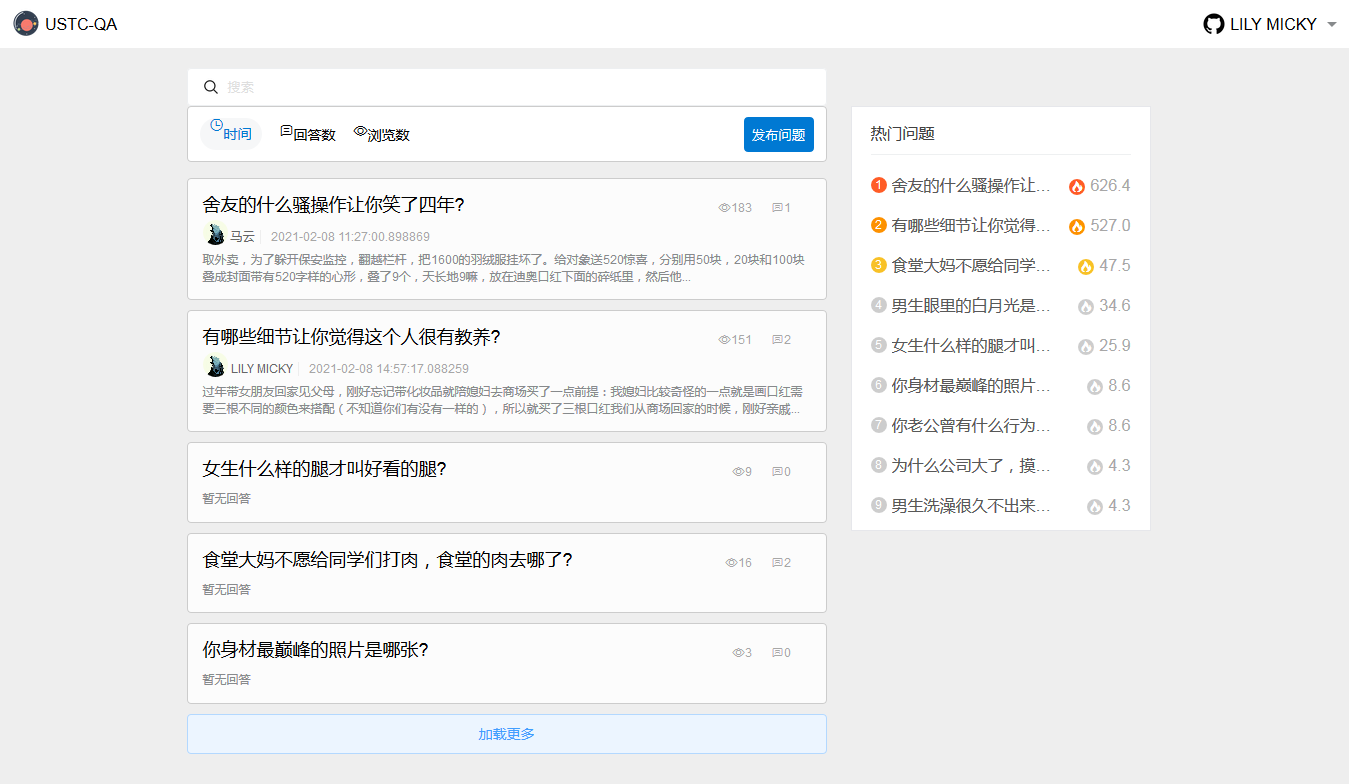 USTC-QA
LILY MICKY
搜索
时间 回答数 浏览数 发布问题
舍友的什么骚操作让你笑了四年? 183 1
马云 2021-02-08 11:27:00.898869
取外卖，为了躲开保安监控，翻越栏杆，把1600的羽绒服挂坏了。给对象送520惊喜，分别用50块，20块和100块
叠成封面带有520字样的心形，叠了9个，天长地9嘛，放在迪奥口红下面的碎纸里，然后他...
有哪些细节让你觉得这个人很有教养? 151 2
LILY MICKY 2021-02-08 14:57:17.088259
过年带女朋友回家见父母，刚好忘记带化妆品就陪媳妇去商场买了一点前提：我媳妇比较奇怪的一点就是画口红需
要三根不同的颜色来搭配（不知道你们有没有一样的），所以就买了三根口红我们从商场回家的时候，刚好亲戚...
女生什么样的腿才叫好看的腿? 9 0
暂无回答
食堂大妈不愿给同学们打肉，食堂的肉去哪了? 16 2
暂无回答
你身材最巅峰的照片是哪张? 3 0
暂无回答
加载更多
热门问题
1 舍友的什么骚操作让... 626.4
2 有哪些细节让你觉得... 527.0
3 食堂大妈不愿给同学... 47.5
4 男生眼里的白月光是... 34.6
5 女生什么样的腿才叫... 25.9
6 你身材最巅峰的照片... 8.6
7 你老公曾有什么行为... 8.6
8 为什么公司大了，摸... 4.3
9 男生洗澡很久不出来... 4.3